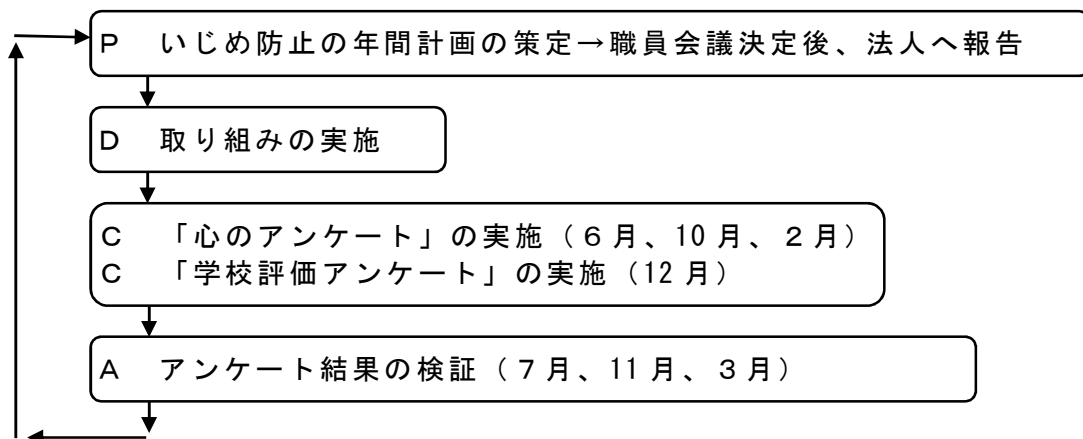 P いじめ防止の年間計画の策定→職員会議決定後、法人へ報告
D 取り組みの実施
C 「心のアンケート」の実施（６月、10月、２月）
C 「学校評価アンケート」の実施（12月）
A アンケート結果の検証（７月、11月、３月）